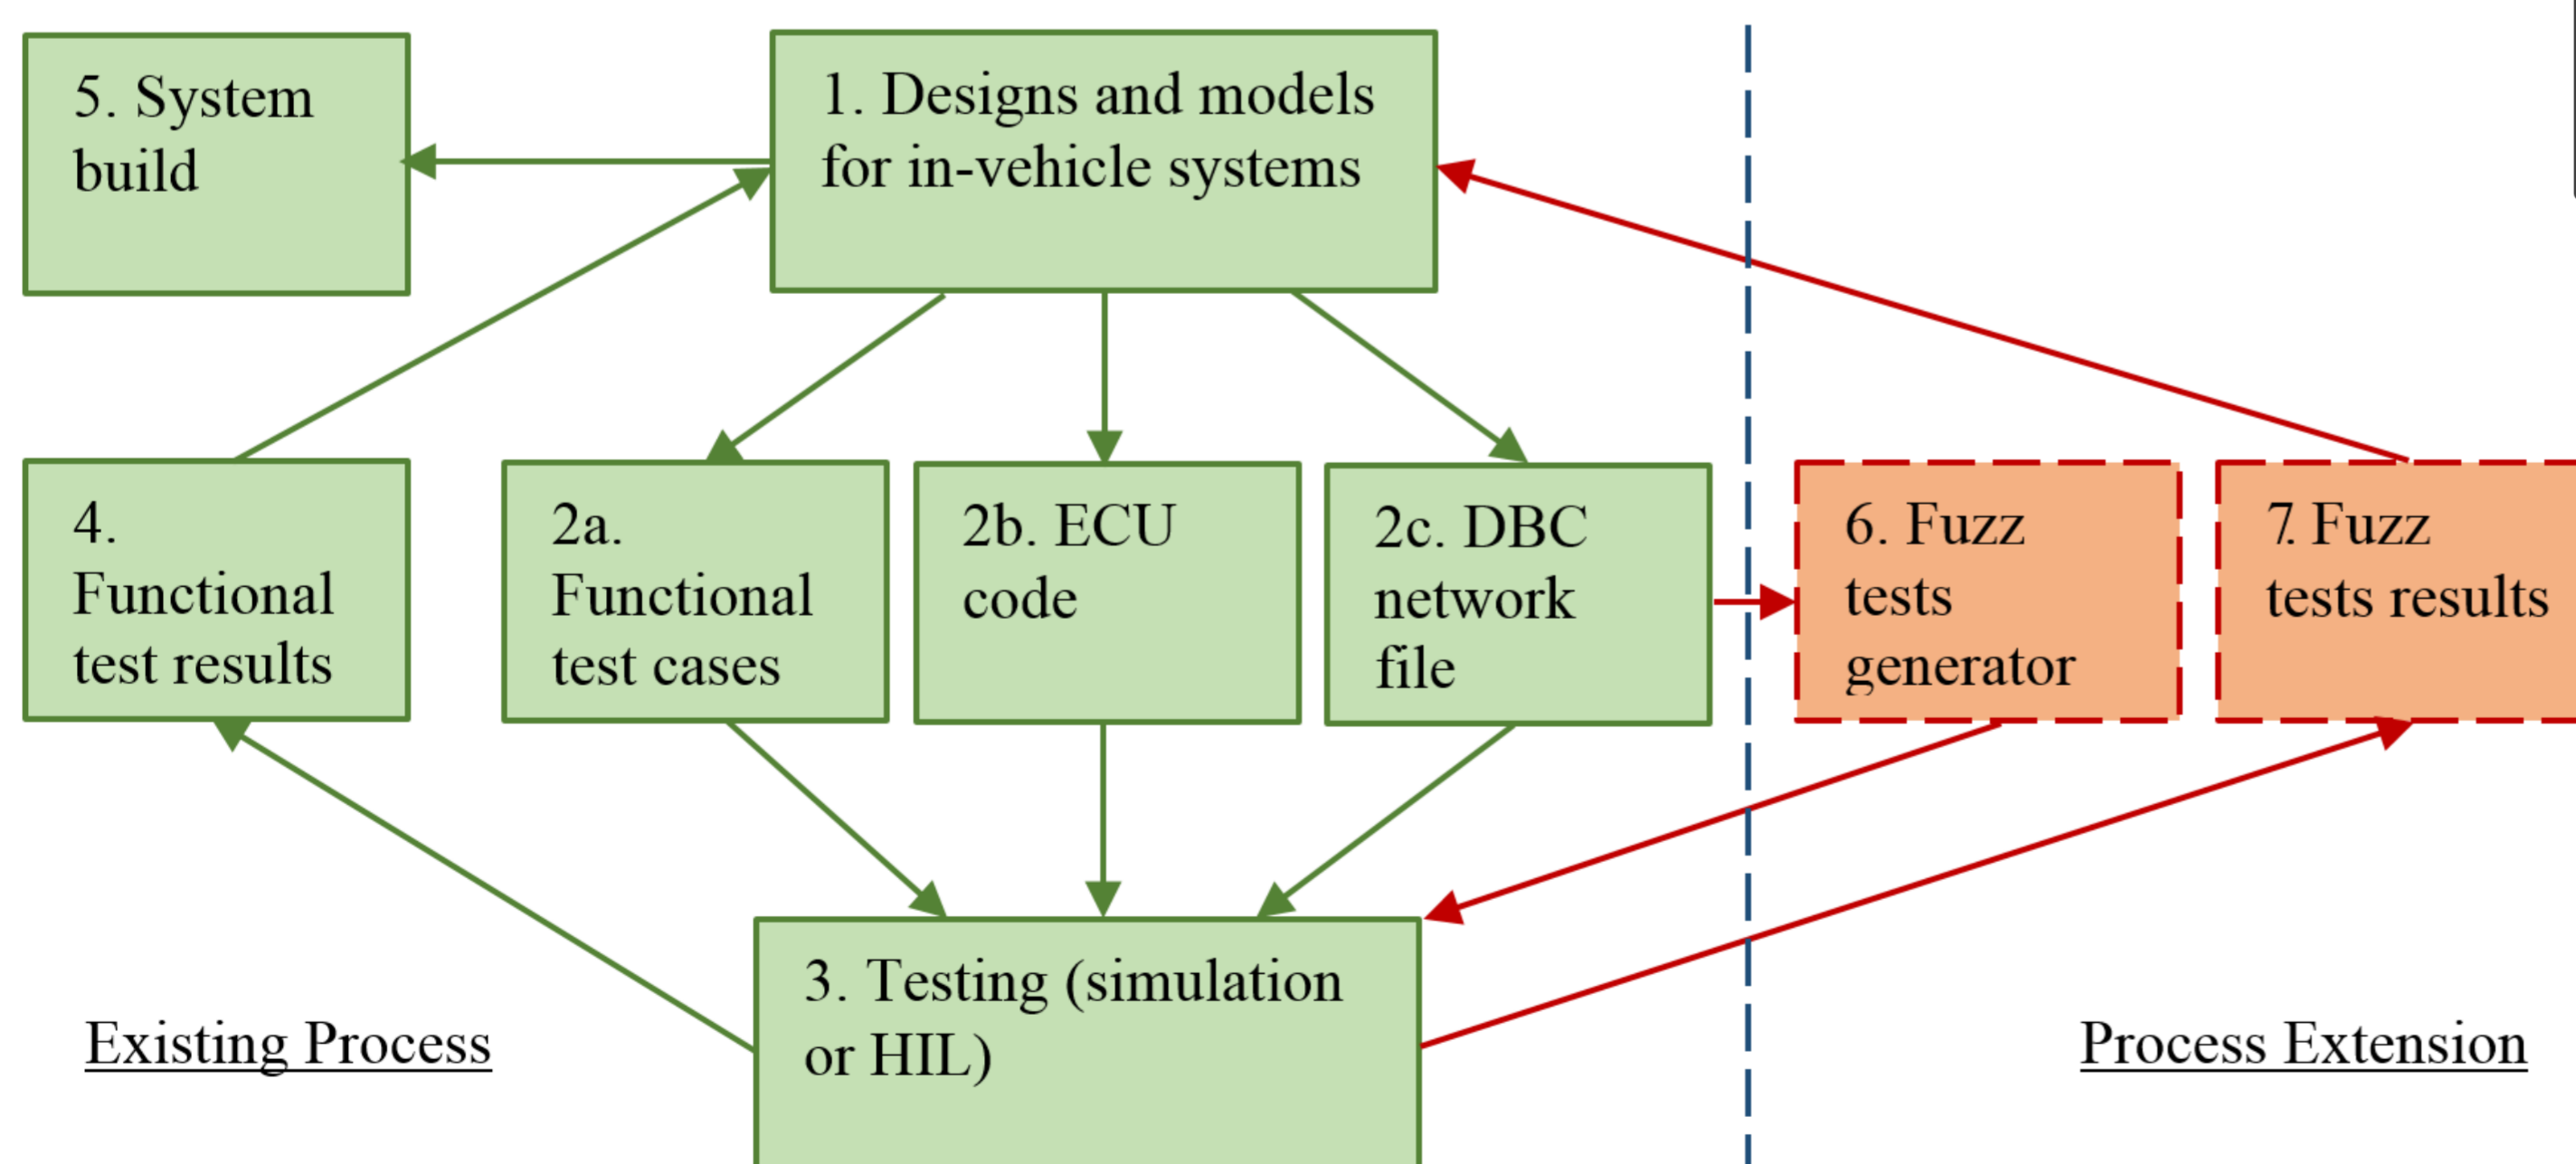 5. System
build
1. Designs and models
for in-vehicle systems
4.
Functional
test results
2a.
Functional
test cases
2b. ECU
code
2c. DBC
network
file
6. Fuzz
tests
generator
7. Fuzz
tests results
3. Testing (simulation
or HIL)
Existing Process
Process Extension